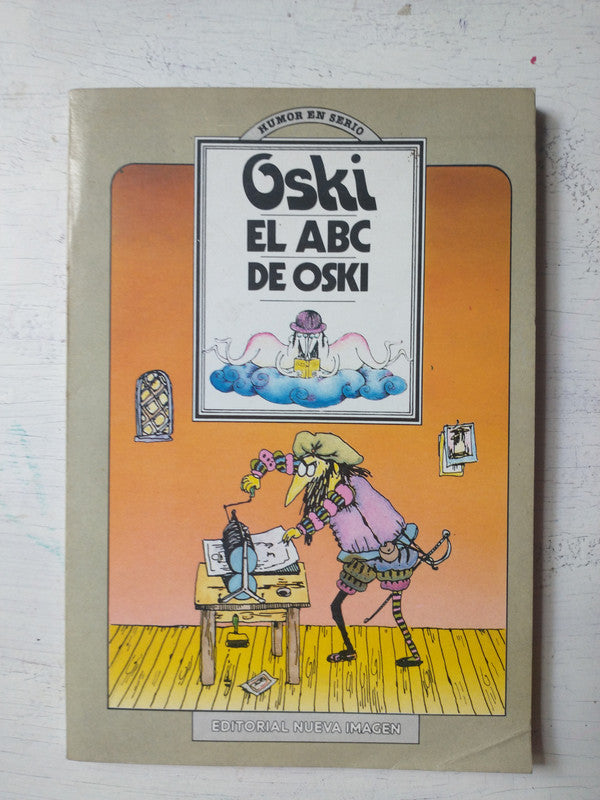 HUMOR EN SERIO
Oski
EL ABC
DE OSKI
EDITORIAL NUEVA IMAGEN